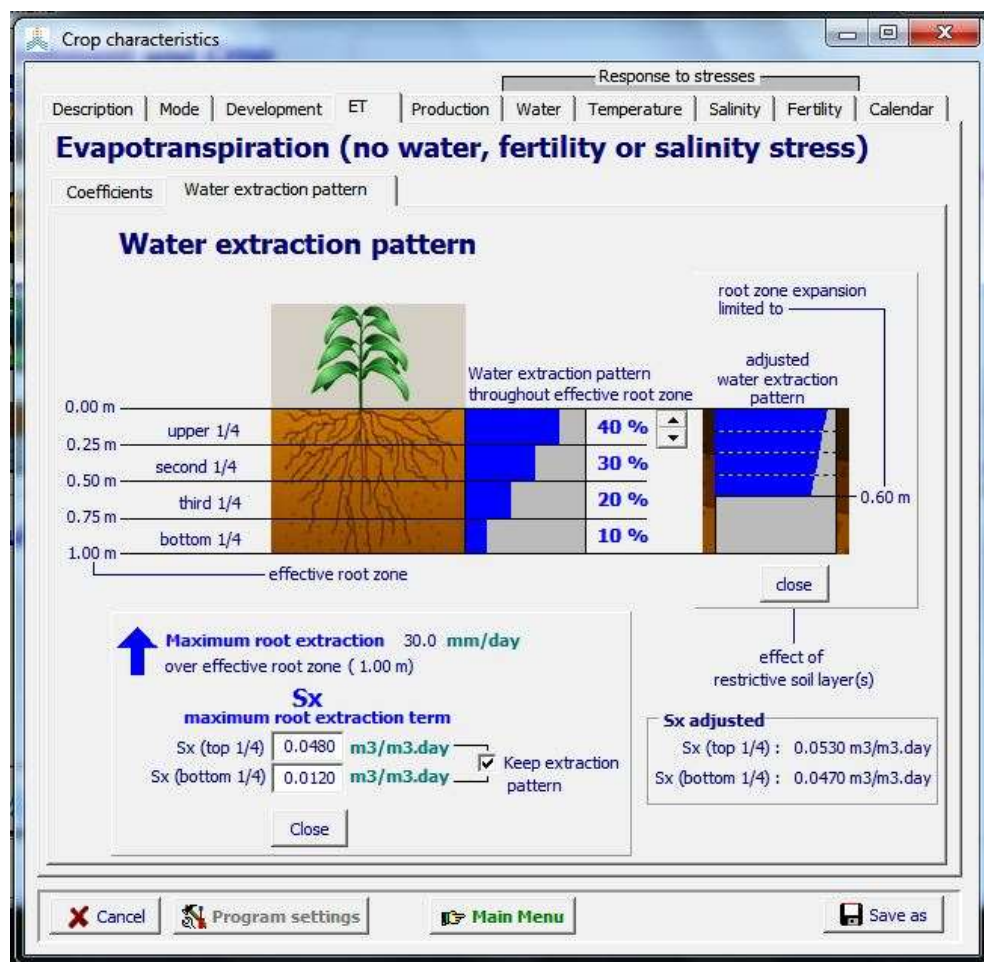 Crop characteristics
Response to stresses
Description Mode Development ET Production Water Temperature Salinity Fertility Calendar
Evapotranspiration (no water, fertility or salinity stress)
Coefficients Water extraction pattern
Water extraction pattern
root zone expansion
limited to
Water extraction pattern
throughout effective root zone
adjusted
water extraction
pattern
0.00 m
upper 1/4 40 %
0.25 m
second 1/4 30 %
0.50 m
third 1/4 20 %
0.60 m
0.75 m
bottom 1/4 10 %
1.00 m
effective root zone
close
effect of
restrictive soil layer(s)
Maximum root extraction 30.0 mm/day
over effective root zone ( 1.00 m)
Sx
maximum root extraction term
Sx (top 1/4) 0.0480 m3/m3.day
Sx (bottom 1/4) 0.0120 m3/m3.day
Keep extraction
pattern
Close
Sx adjusted
Sx (top 1/4) : 0.0530 m3/m3.day
Sx (bottom 1/4) : 0.0470 m3/m3.day
Cancel Program settings Main Menu Save as